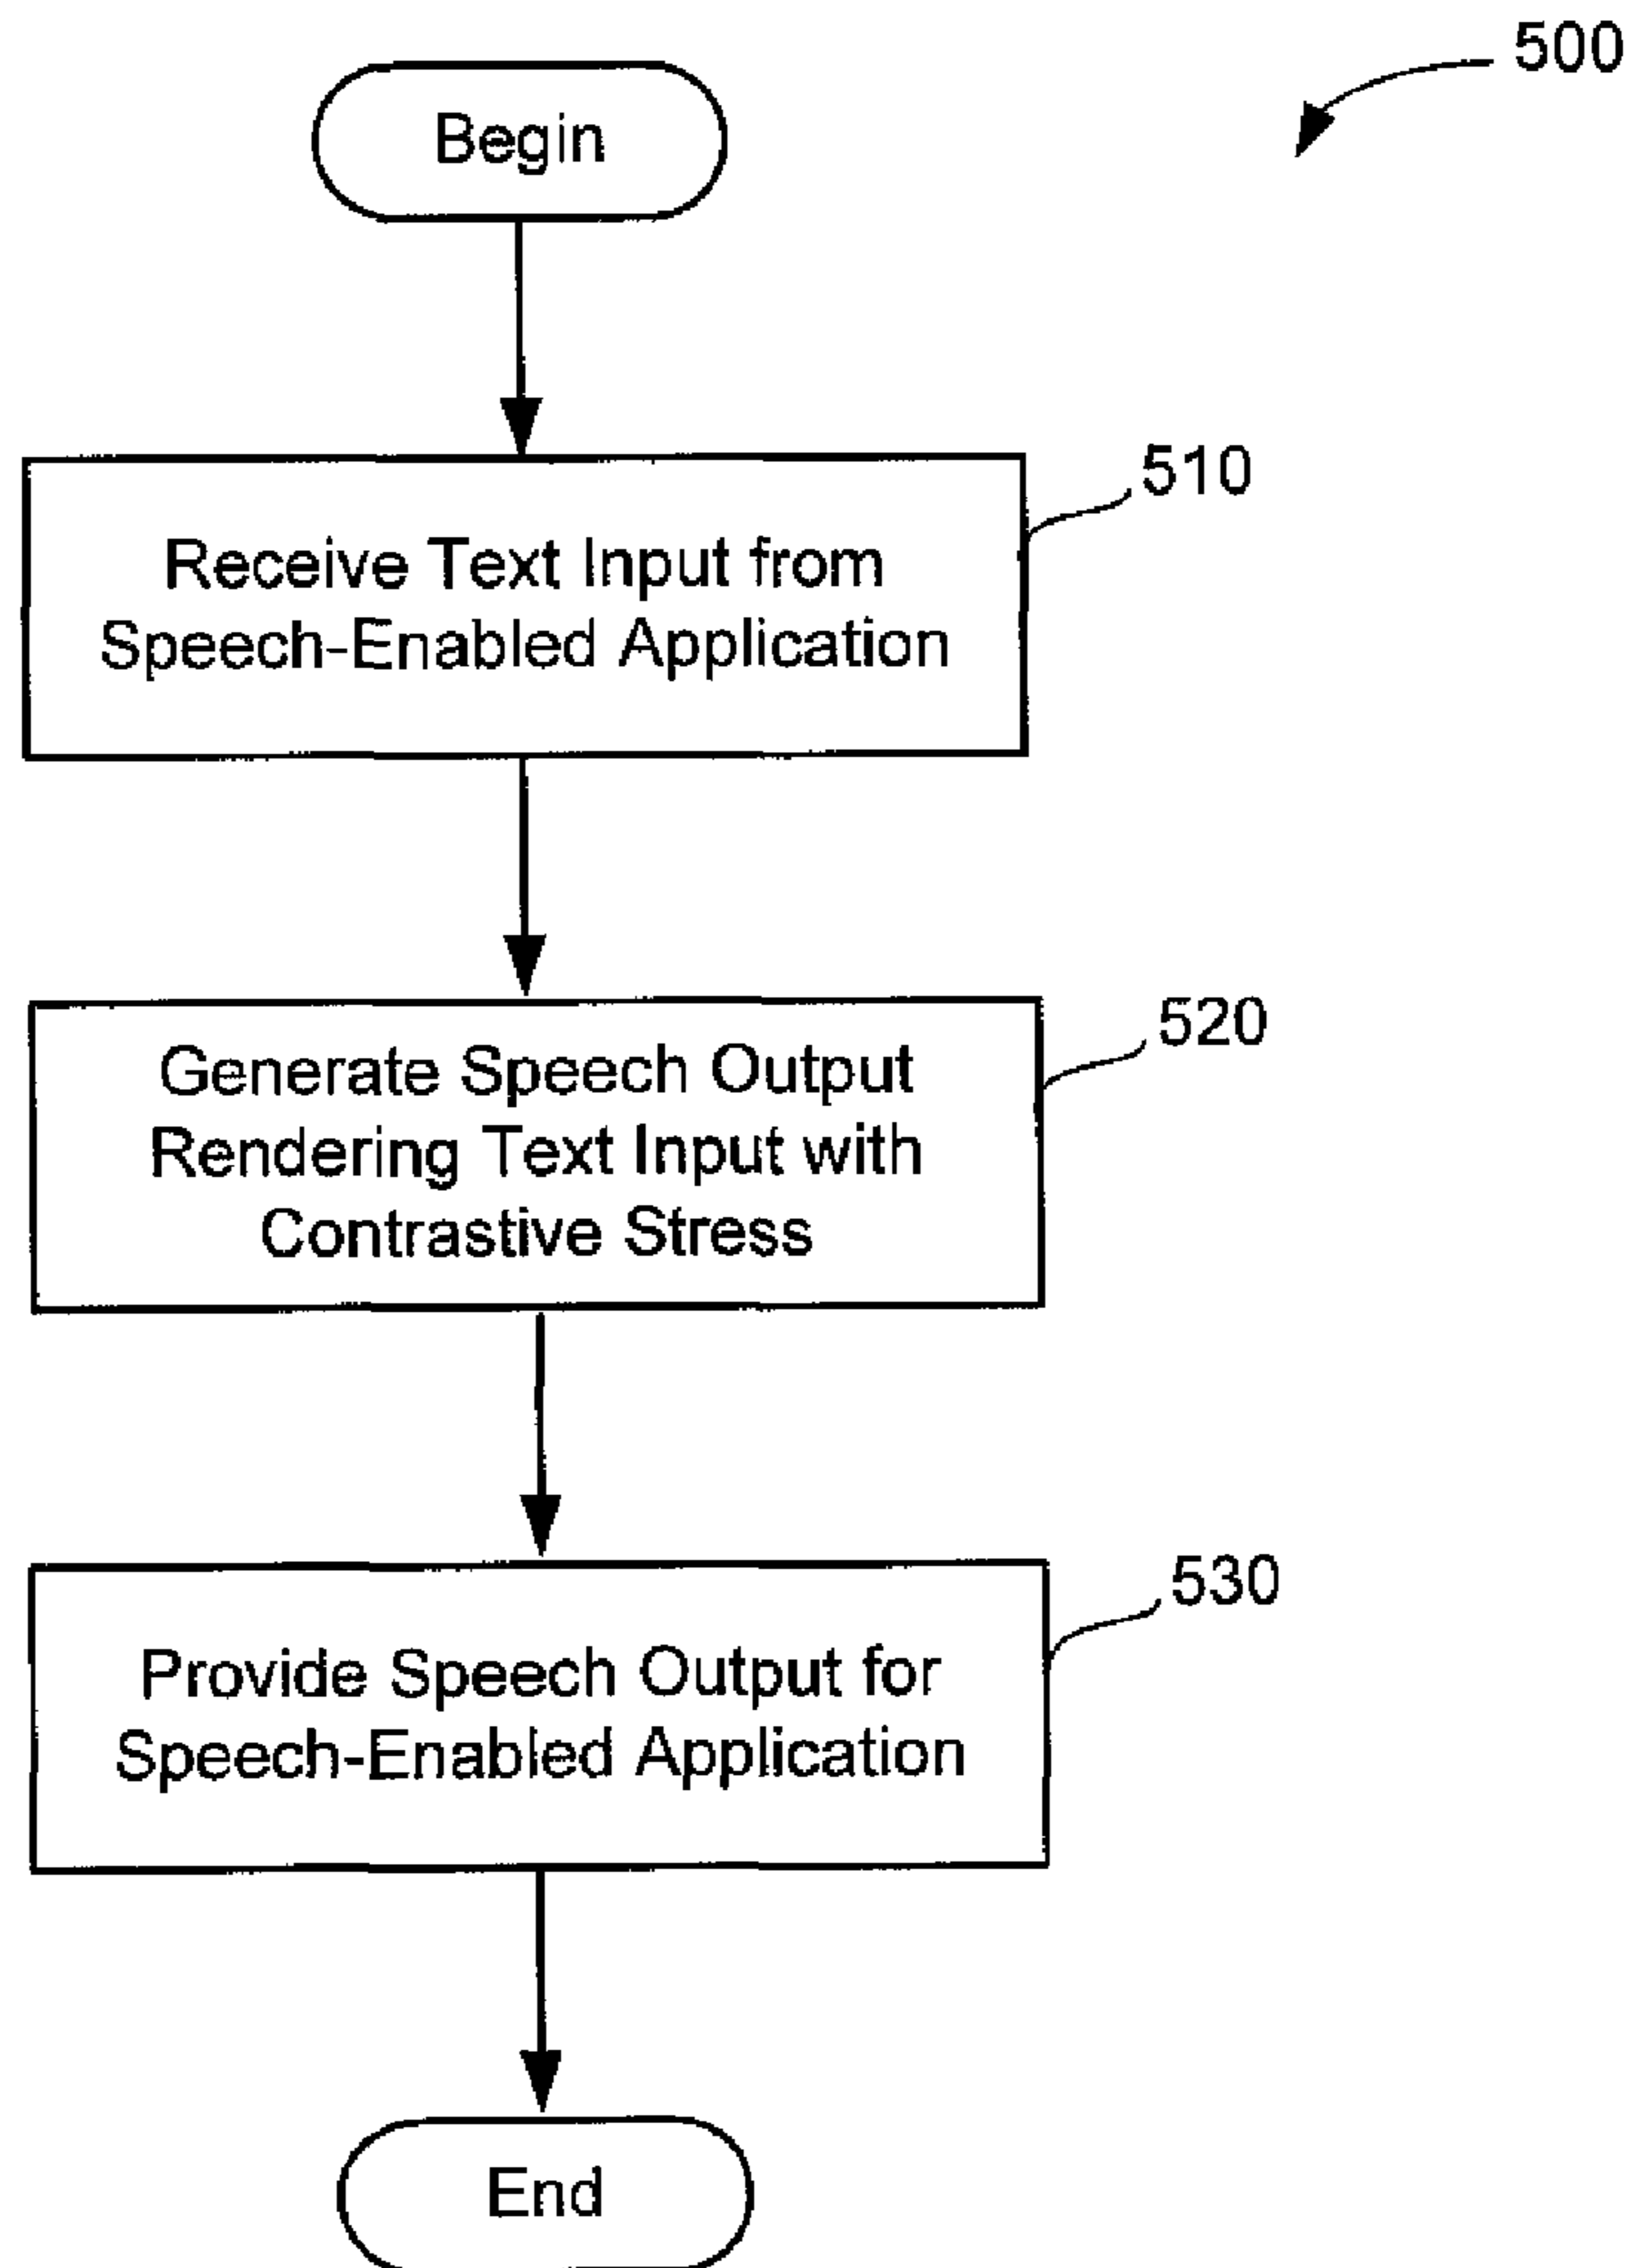 500
Begin
510
Receive Text Input from
Speech-Enabled Application
520
Generate Speech Output
Rendering Text Input with
Contrastive Stress
530
Provide Speech Output for
Speech-Enabled Application
End